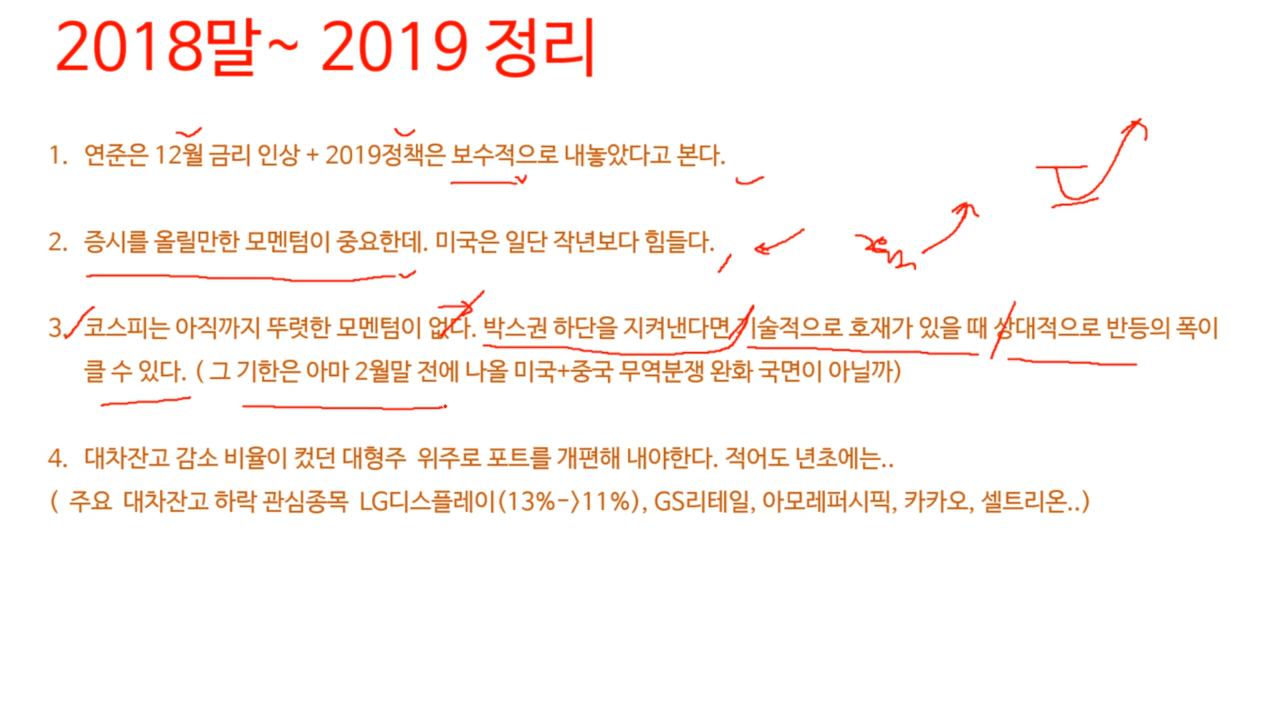 2018말~ 2019 정리
1. 연준은 12월 금리 인상 + 2019정책은 보수적으로 내놓았다고 본다.
2. 증시를 올릴만한 모멘텀이 중요한데. 미국은 일단 작년보다 힘들다.
3. 코스피는 아직까지 뚜렷한 모멘텀이 없다. 박스권 하단을 지켜낸다면 기술적으로 호재가 있을 때 상대적으로 반등의 폭이
클 수 있다. ( 그 기한은 아마 2월말 전에 나올 미국+중국 무역분쟁 완화 국면이 아닐까)
4. 대차잔고 감소 비율이 컸던 대형주 위주로 포트를 개편해 내야한다. 적어도 년초에는..
( 주요 대차잔고 하락 관심종목 LG디스플레이(13%->11%), GS리테일, 아모레퍼시픽, 카카오, 셀트리온..)